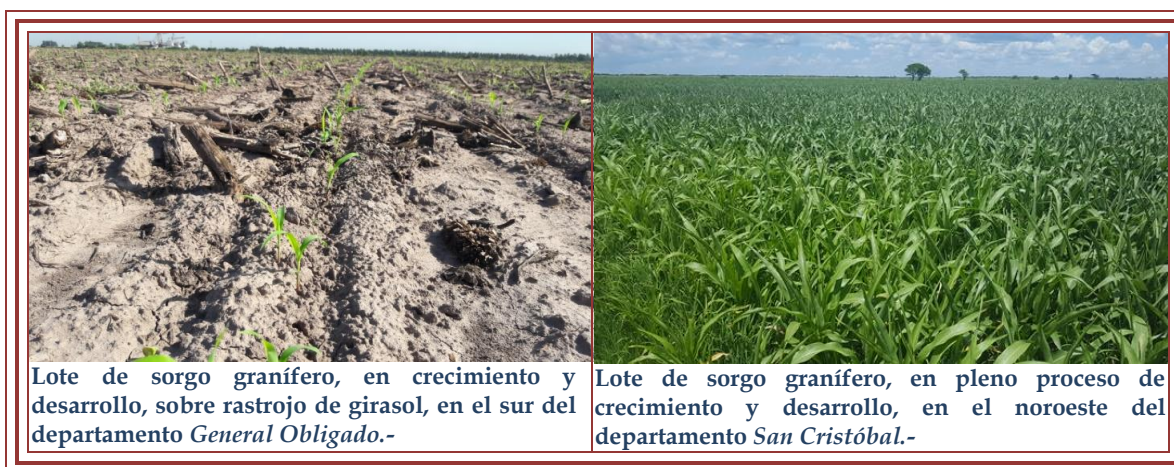 Lote de sorgo granífero, en crecimiento y
desarrollo, sobre rastrojo de girasol, en el sur del
departamento General Obligado.-
Lote de sorgo granífero, en pleno proceso de
crecimiento y desarrollo, en el noroeste del
departamento San Cristóbal.-